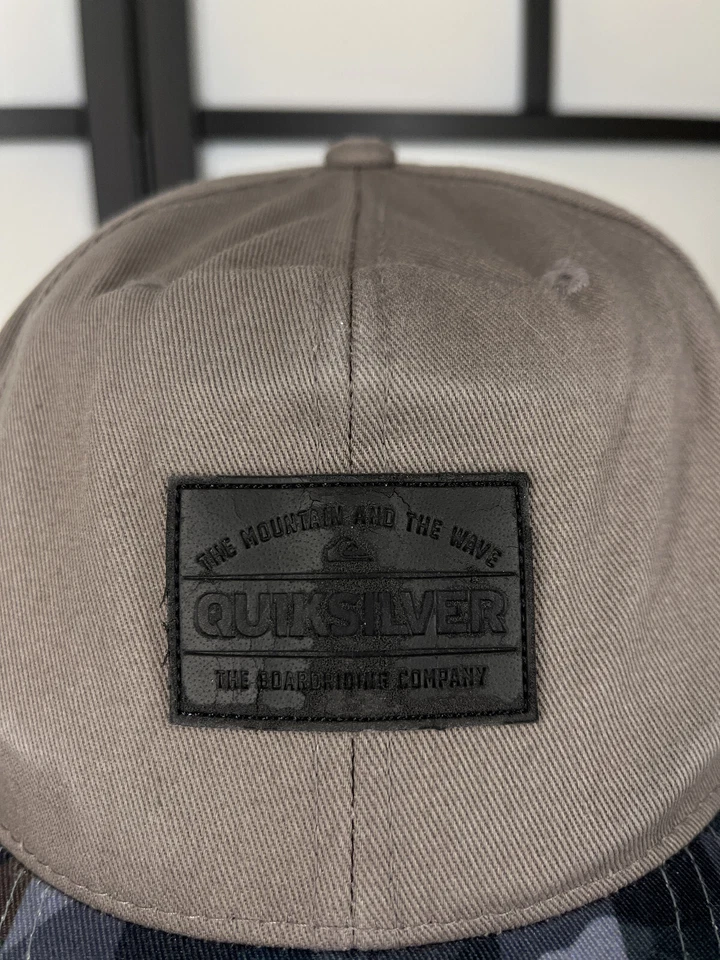 THE MOUNTAIN AND THE WAVE
QUIKSILVER
THE BOARDRIDING COMPANY